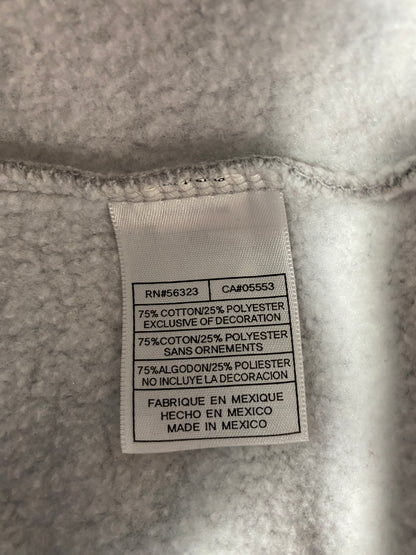 RN#56323 CA#05553
75% COTTON/25% POLYESTER
EXCLUSIVE OF DECORATION
75%COTON/25% POLYESTER
SANS ORNEMENTS
75%ALGODON/25% POLIESTER
NO INCLUYE LA DECORACION
FABRIQUE EN MEXIQUE
HECHO EN MEXICO
MADE IN MEXICO